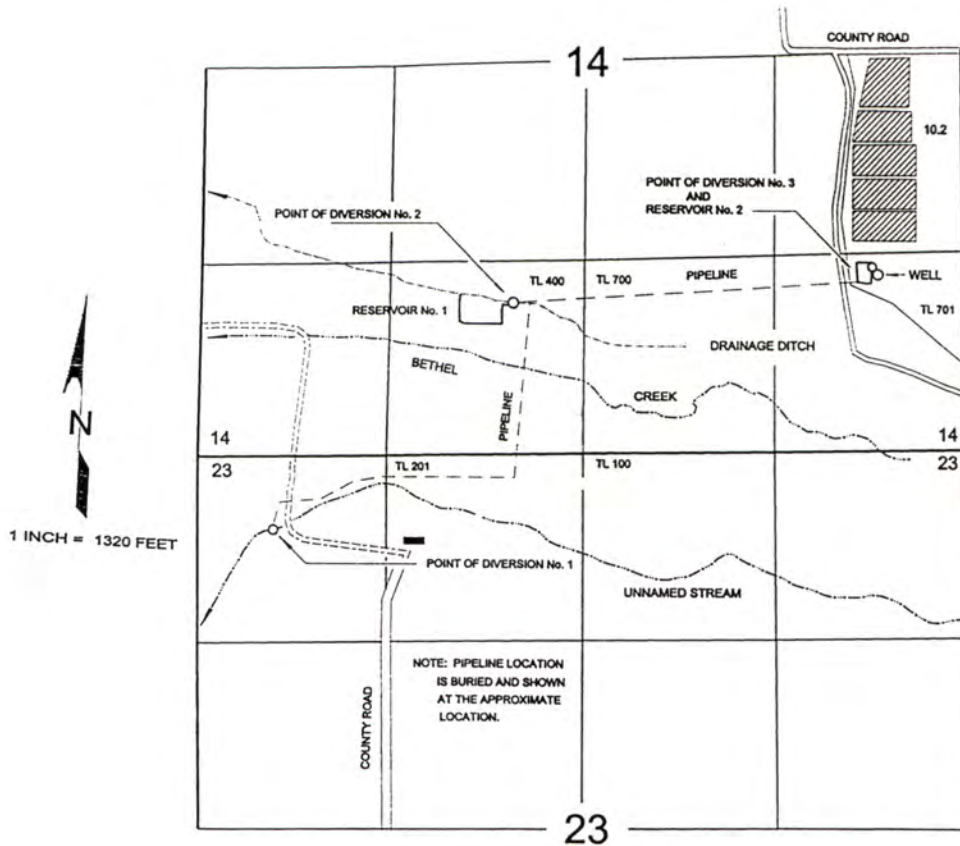 COUNTY ROAD
14
10.2
POINT OF DIVERSION No. 3
AND
RESERVOIR No. 2
POINT OF DIVERSION No. 2
TL 400
TL 700
PIPELINE
WELL
RESERVOIR No. 1
TL 701
DRAINAGE DITCH
BETHEL
CREEK
PIPELINE
N
14
14
23
TL 201
TL 100
23
1 INCH = 1320 FEET
POINT OF DIVERSION No. 1
UNNAMED STREAM
NOTE: PIPELINE LOCATION
IS BURIED AND SHOWN
AT THE APPROXIMATE
LOCATION.
COUNTY ROAD
23